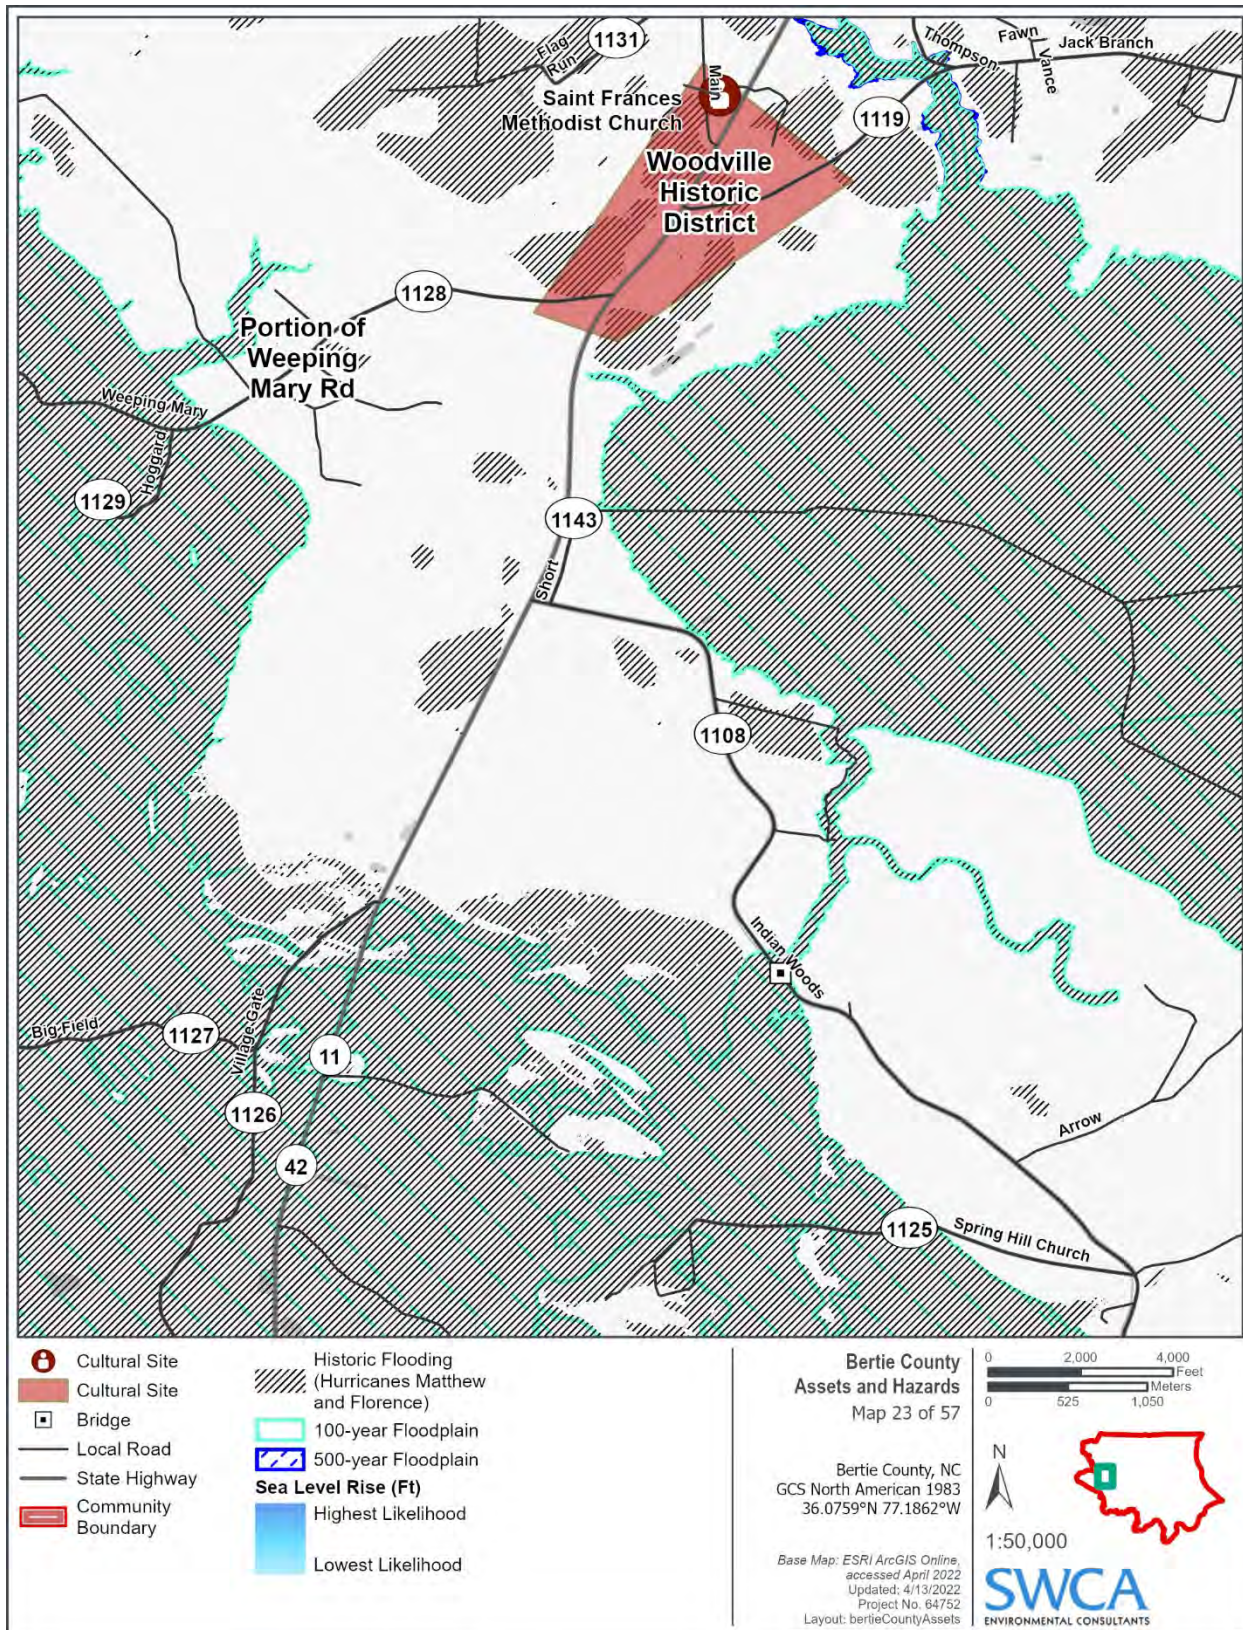 1131
Flag
Run
Main
Thompson
Fawn
Vance
Jack Branch
Saint Frances
Methodist Church
1119
Woodville
Historic
District
1128
Portion of
Weeping
Mary Rd
Weeping Mary
Hoggard
1129
1143
Short
1108
Indian Woods
Big Field
1127
Village Gate
11
1126
42
Arrow
1125
Spring Hill Church
Cultural Site
Cultural Site
Bridge
Local Road
State Highway
Community
Boundary
Historic Flooding
(Hurricanes Matthew
and Florence)
100-year Floodplain
500-year Floodplain
Sea Level Rise (Ft)
Highest Likelihood
Lowest Likelihood
Bertie County
Assets and Hazards
Map 23 of 57
Bertie County, NC
GCS North American 1983
36.0759°N 77.1862°W
Base Map: ESRI ArcGIS Online,
accessed April 2022
Updated: 4/13/2022
Project No. 64752
Layout: bertieCountyAssets
0 2,000 4,000
Feet
Meters
0 525 1,050
N
1:50,000
SWCA
ENVIRONMENTAL CONSULTANTS